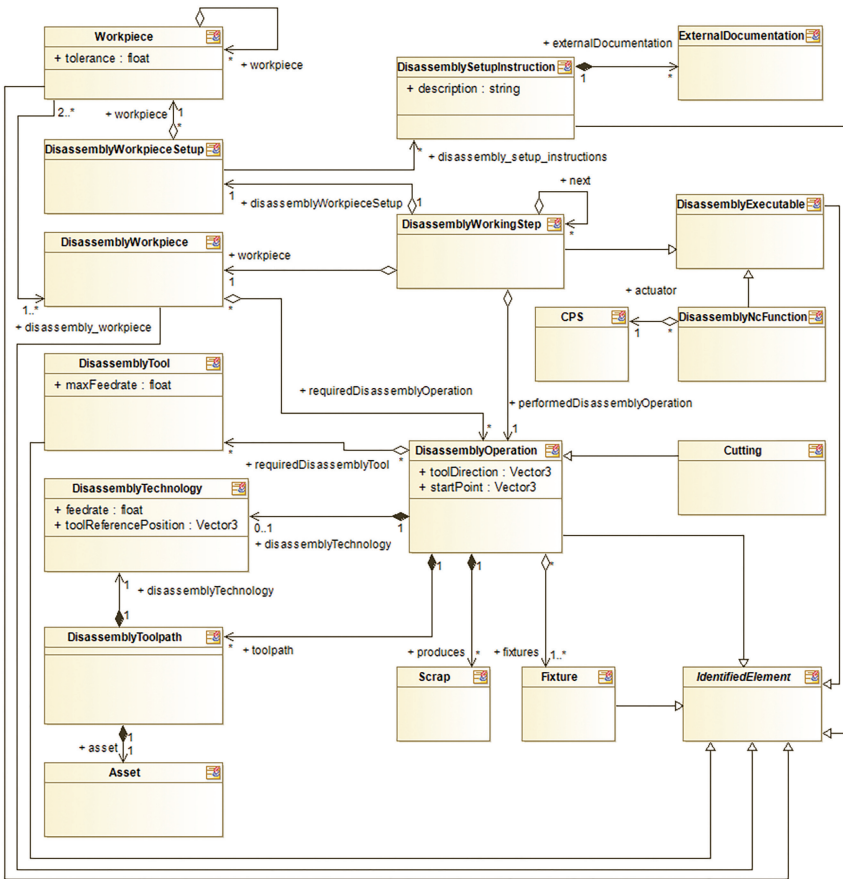 Workpiece
+ tolerance : float
*
+ workpiece
2..*
+ workpiece
1
*
DisassemblySetupInstruction
+ description : string
+ externalDocumentation
1
*
ExternalDocumentation
DisassemblyWorkpieceSetup
*
+ disassembly_setup_instructions
1
+ disassemblyWorkpieceSetup
1
+ next
*
DisassemblyWorkingStep
DisassemblyExecutable
DisassemblyWorkpiece
+ workpiece
1
1..*
*
+ disassembly_workpiece
+ actuator
CPS
1
*
DisassemblyNcFunction
DisassemblyTool
+ maxFeedrate : float
+ requiredDisassemblyOperation
*
+ performedDisassemblyOperation
1
*
+ requiredDisassemblyTool
*
DisassemblyOperation
+ toolDirection : Vector3
+ startPoint : Vector3
Cutting
DisassemblyTechnology
+ feedrate : float
+ toolReferencePosition : Vector3
0..1
1
+ disassemblyTechnology
1
+ disassemblyTechnology
1
1
1
*
DisassemblyToolpath
*
+ toolpath
+ produces
*
+ fixtures
1..*
Scrap
Fixture
IdentifiedElement
1
+ asset
1
Asset